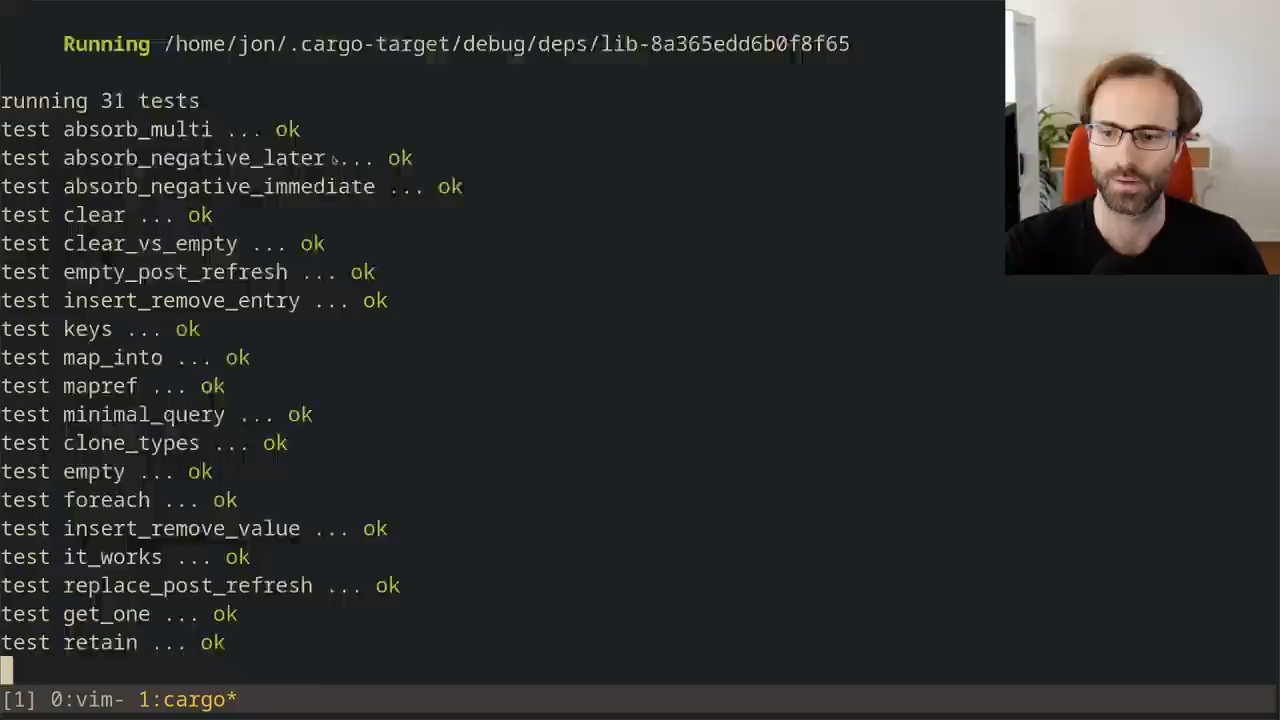 Running /home/jon/.cargo-target/debug/deps/lib-8a365edd6b0f8f65
running 31 tests
test absorb_multi ... ok
test absorb_negative_later ... ok
test absorb_negative_immediate ... ok
test clear ... ok
test clear_vs_empty ... ok
test empty_post_refresh ... ok
test insert_remove_entry ... ok
test keys ... ok
test map_into ... ok
test mapref ... ok
test minimal_query ... ok
test clone_types ... ok
test empty ... ok
test foreach ... ok
test insert_remove_value ... ok
test it_works ... ok
test replace_post_refresh ... ok
test get_one ... ok
test retain ... ok
[1] 0:vim- 1:cargo*